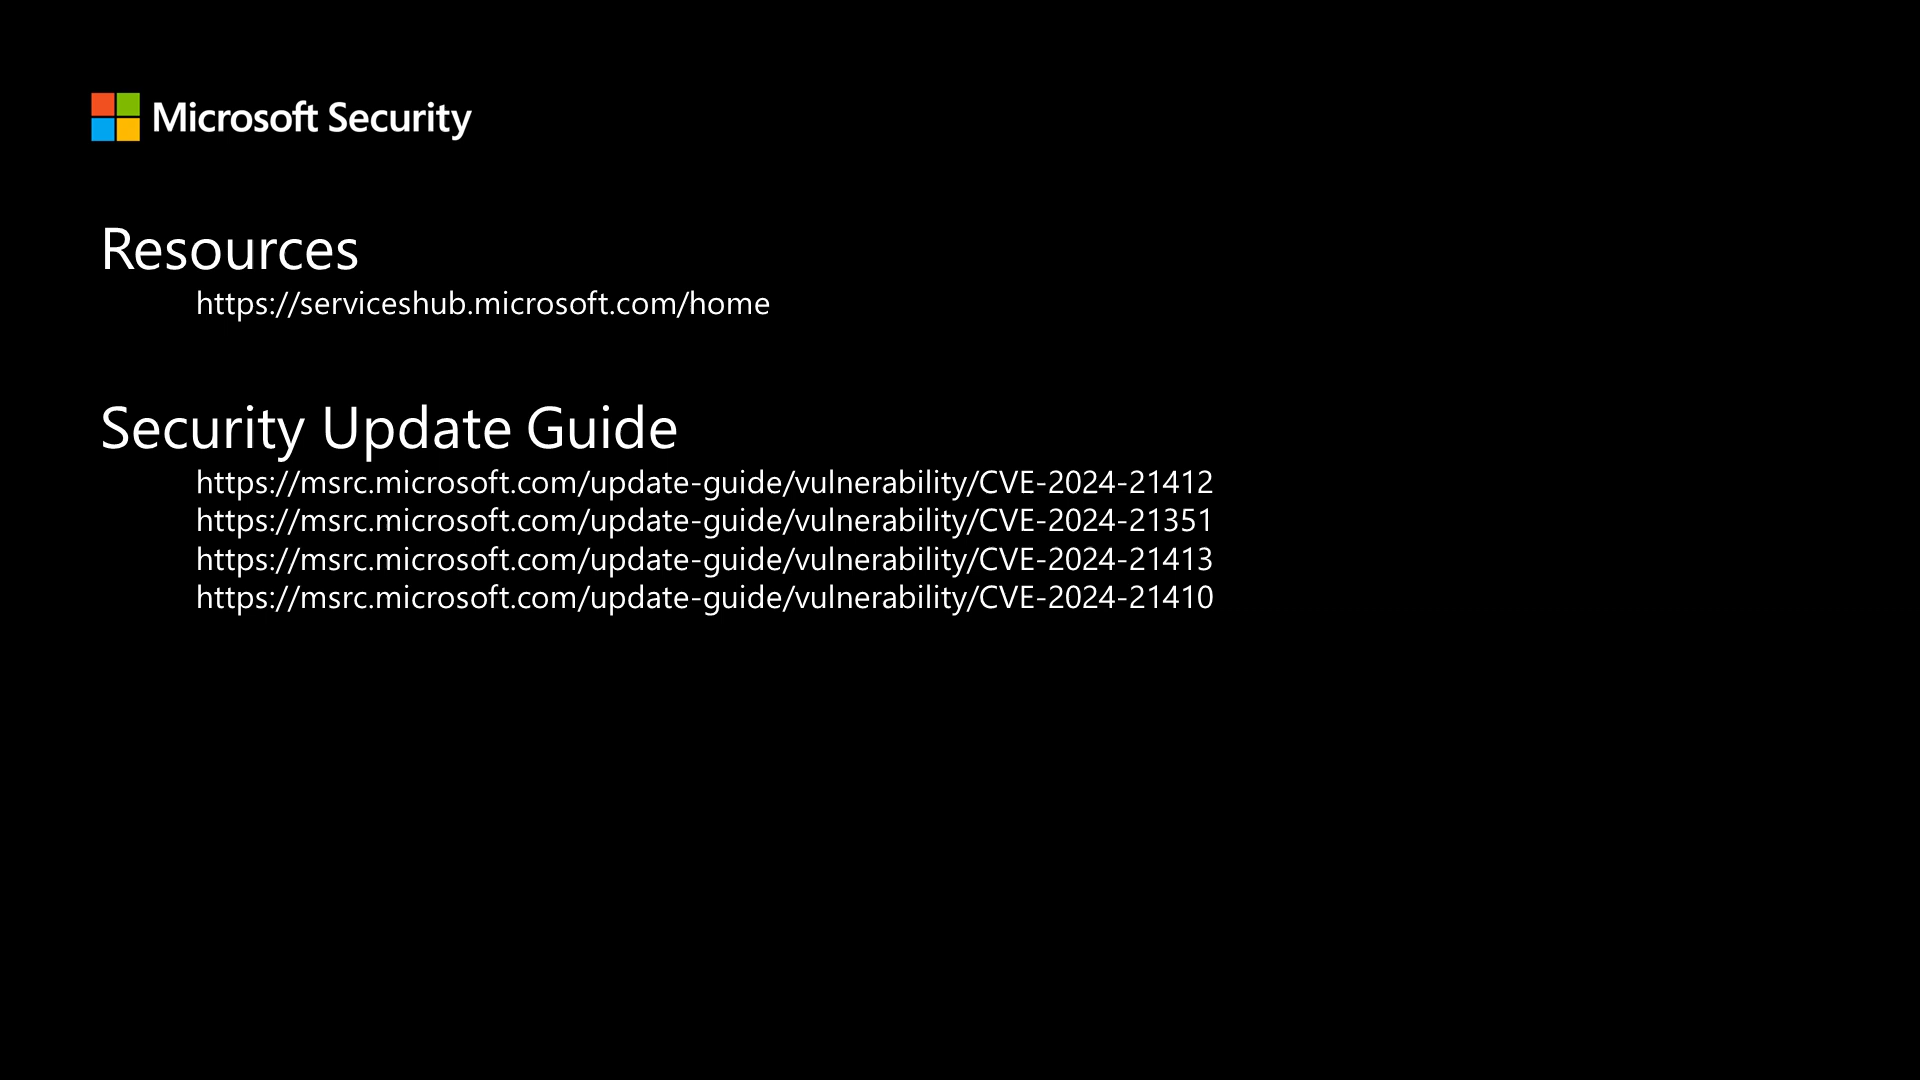 Microsoft Security
Resources
https://serviceshub.microsoft.com/home
Security Update Guide
https://msrc.microsoft.com/update-guide/vulnerability/CVE-2024-21412
https://msrc.microsoft.com/update-guide/vulnerability/CVE-2024-21351
https://msrc.microsoft.com/update-guide/vulnerability/CVE-2024-21413
https://msrc.microsoft.com/update-guide/vulnerability/CVE-2024-21410